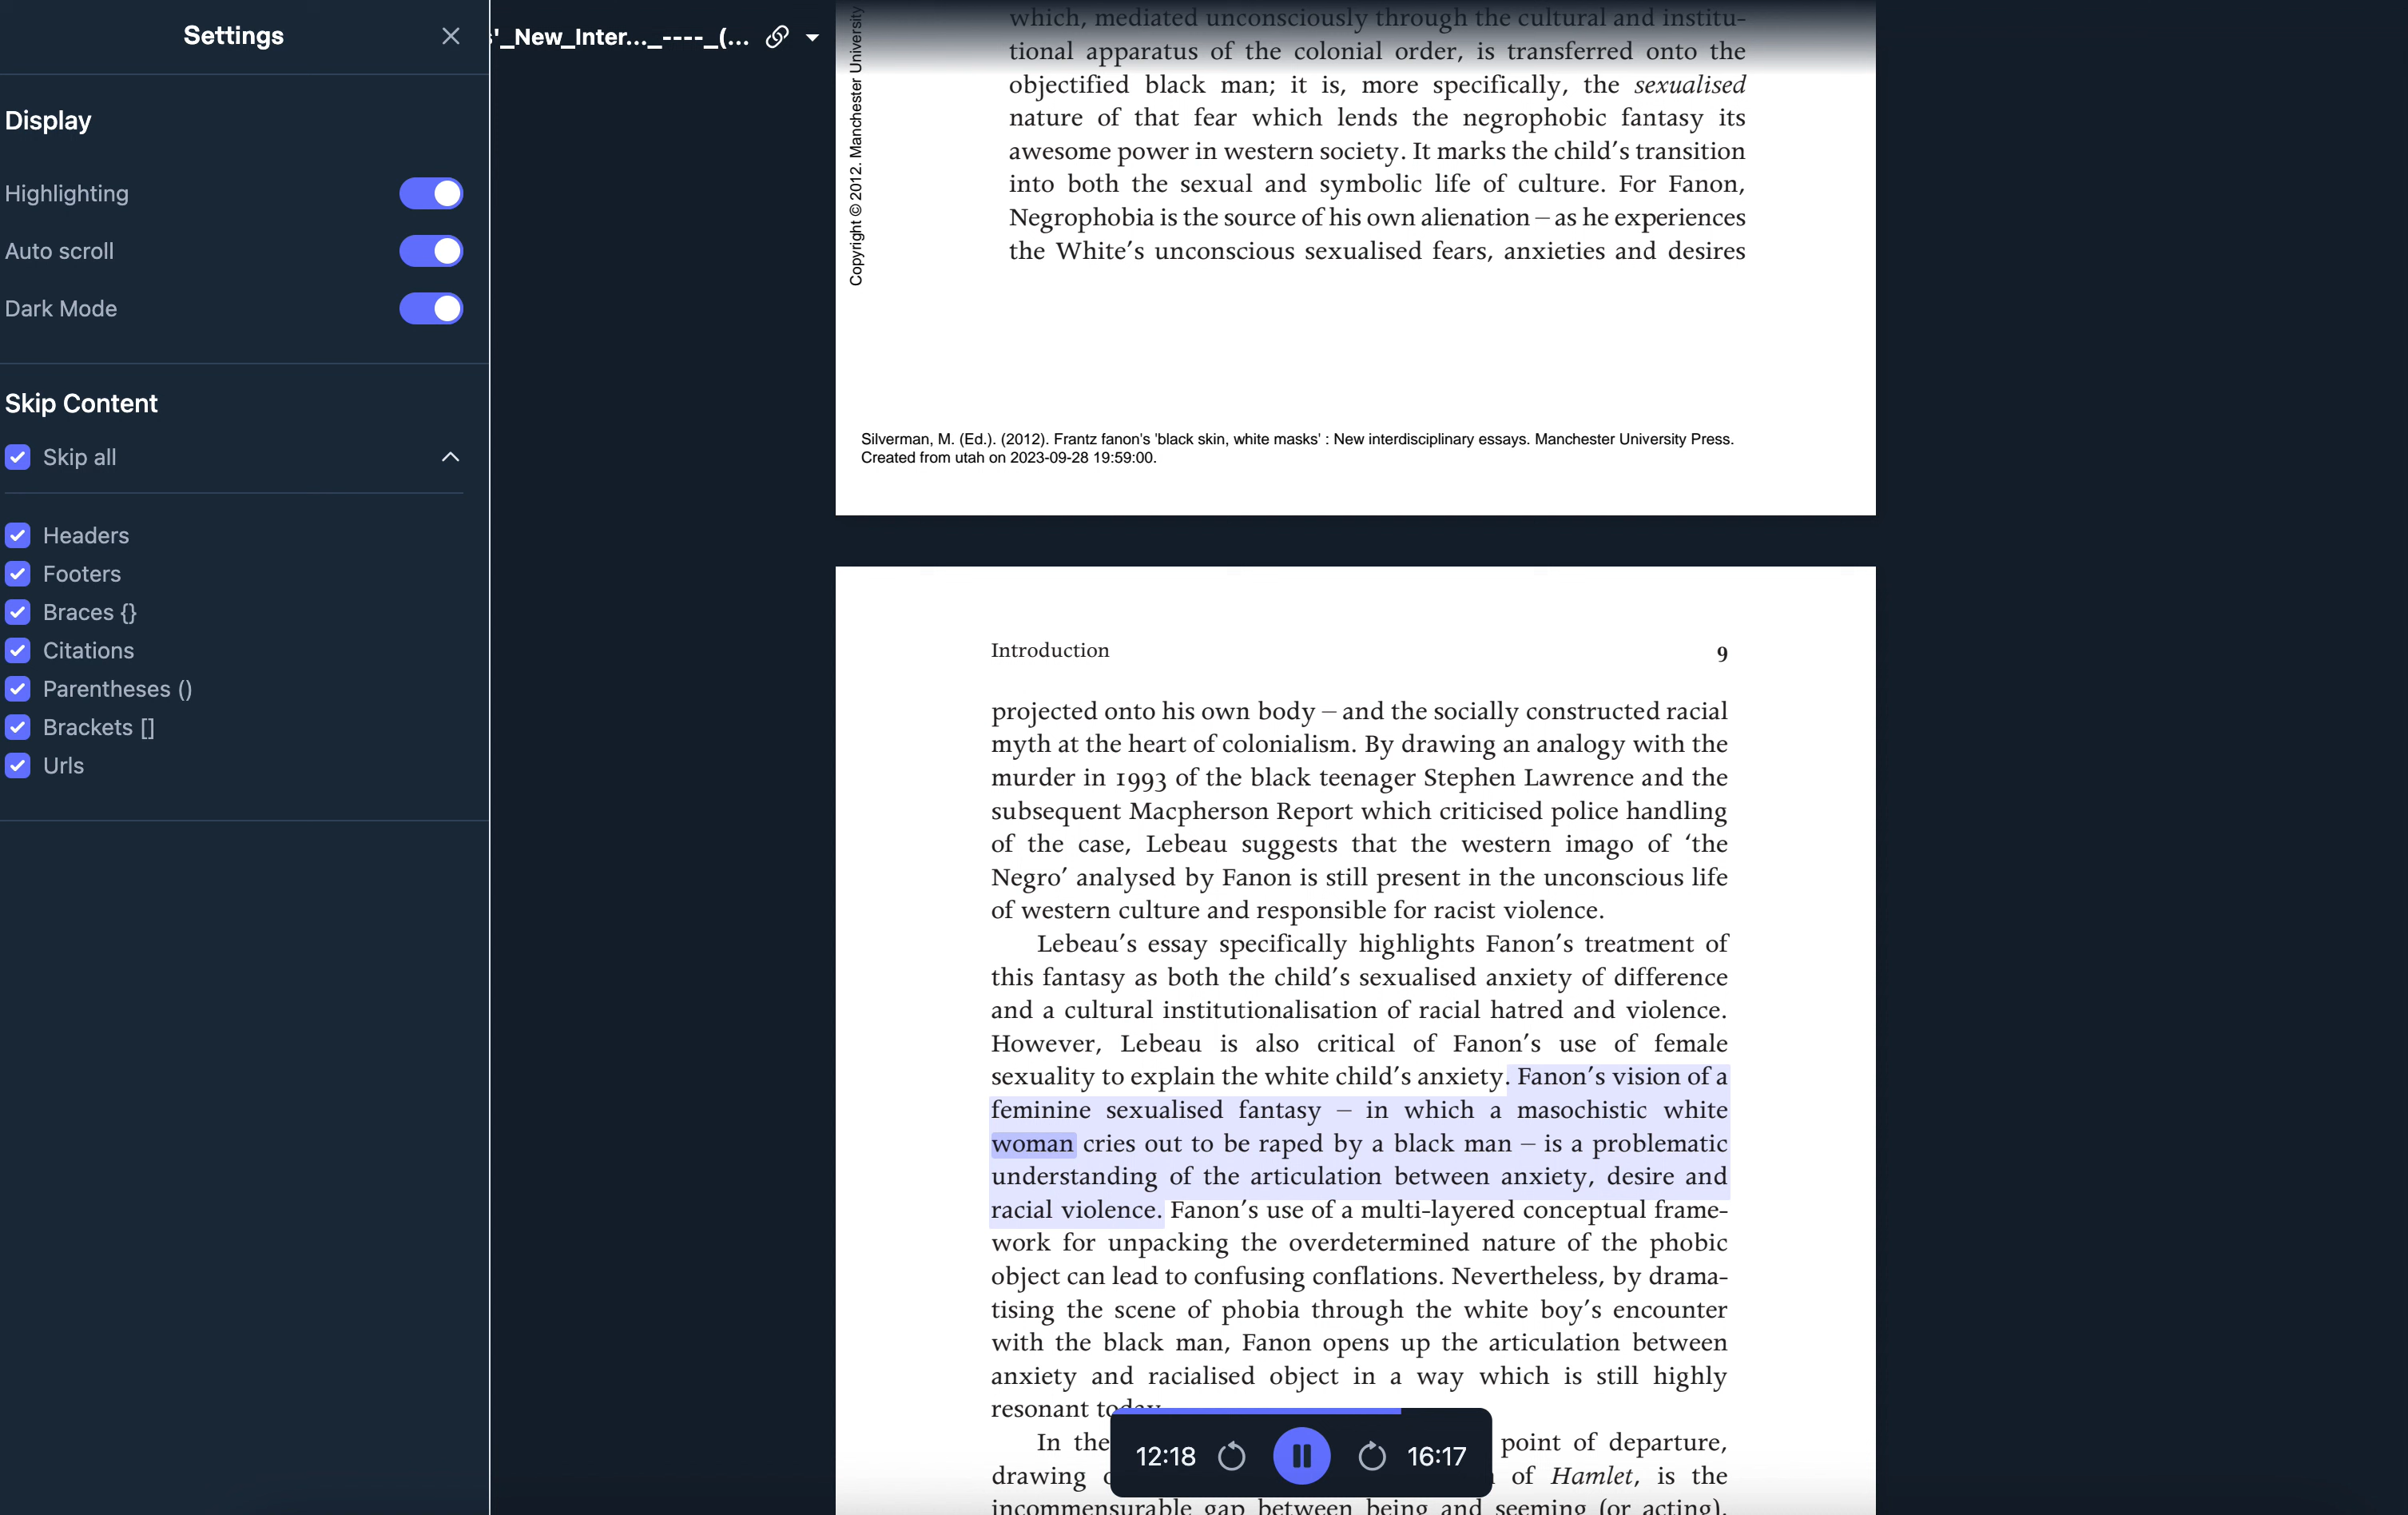 Settings
Display
Highlighting
Auto scroll
Dark Mode
Skip Content
Skip all
Headers
Footers
Braces {}
Citations
Parentheses ()
Brackets []
Urls
'_New_Inter..._----_(...
Copyright © 2012. Manchester University
which, mediated unconsciously through the cultural and institu-
tional apparatus of the colonial order, is transferred onto the
objectified black man; it is, more specifically, the sexualised
nature of that fear which lends the negrophobic fantasy its
awesome power in western society. It marks the child's transition
into both the sexual and symbolic life of culture. For Fanon,
Negrophobia is the source of his own alienation – as he experiences
the White's unconscious sexualised fears, anxieties and desires
Silverman, M. (Ed.). (2012). Frantz fanon's 'black skin, white masks' : New interdisciplinary essays. Manchester University Press.
Created from utah on 2023-09-28 19:59:00.
Introduction 9
projected onto his own body – and the socially constructed racial
myth at the heart of colonialism. By drawing an analogy with the
murder in 1993 of the black teenager Stephen Lawrence and the
subsequent Macpherson Report which criticised police handling
of the case, Lebeau suggests that the western imago of 'the
Negro' analysed by Fanon is still present in the unconscious life
of western culture and responsible for racist violence.
Lebeau's essay specifically highlights Fanon's treatment of
this fantasy as both the child's sexualised anxiety of difference
and a cultural institutionalisation of racial hatred and violence.
However, Lebeau is also critical of Fanon's use of female
sexuality to explain the white child's anxiety. Fanon's vision of a
feminine sexualised fantasy – in which a masochistic white
woman cries out to be raped by a black man – is a problematic
understanding of the articulation between anxiety, desire and
racial violence. Fanon's use of a multi-layered conceptual frame-
work for unpacking the overdetermined nature of the phobic
object can lead to confusing conflations. Nevertheless, by drama-
tising the scene of phobia through the white boy's encounter
with the black man, Fanon opens up the articulation between
anxiety and racialised object in a way which is still highly
resonant today.
In the point of departure,
drawing of Hamlet, is the
incommensurable gap between being and seeming (or acting).
12:18 16:17